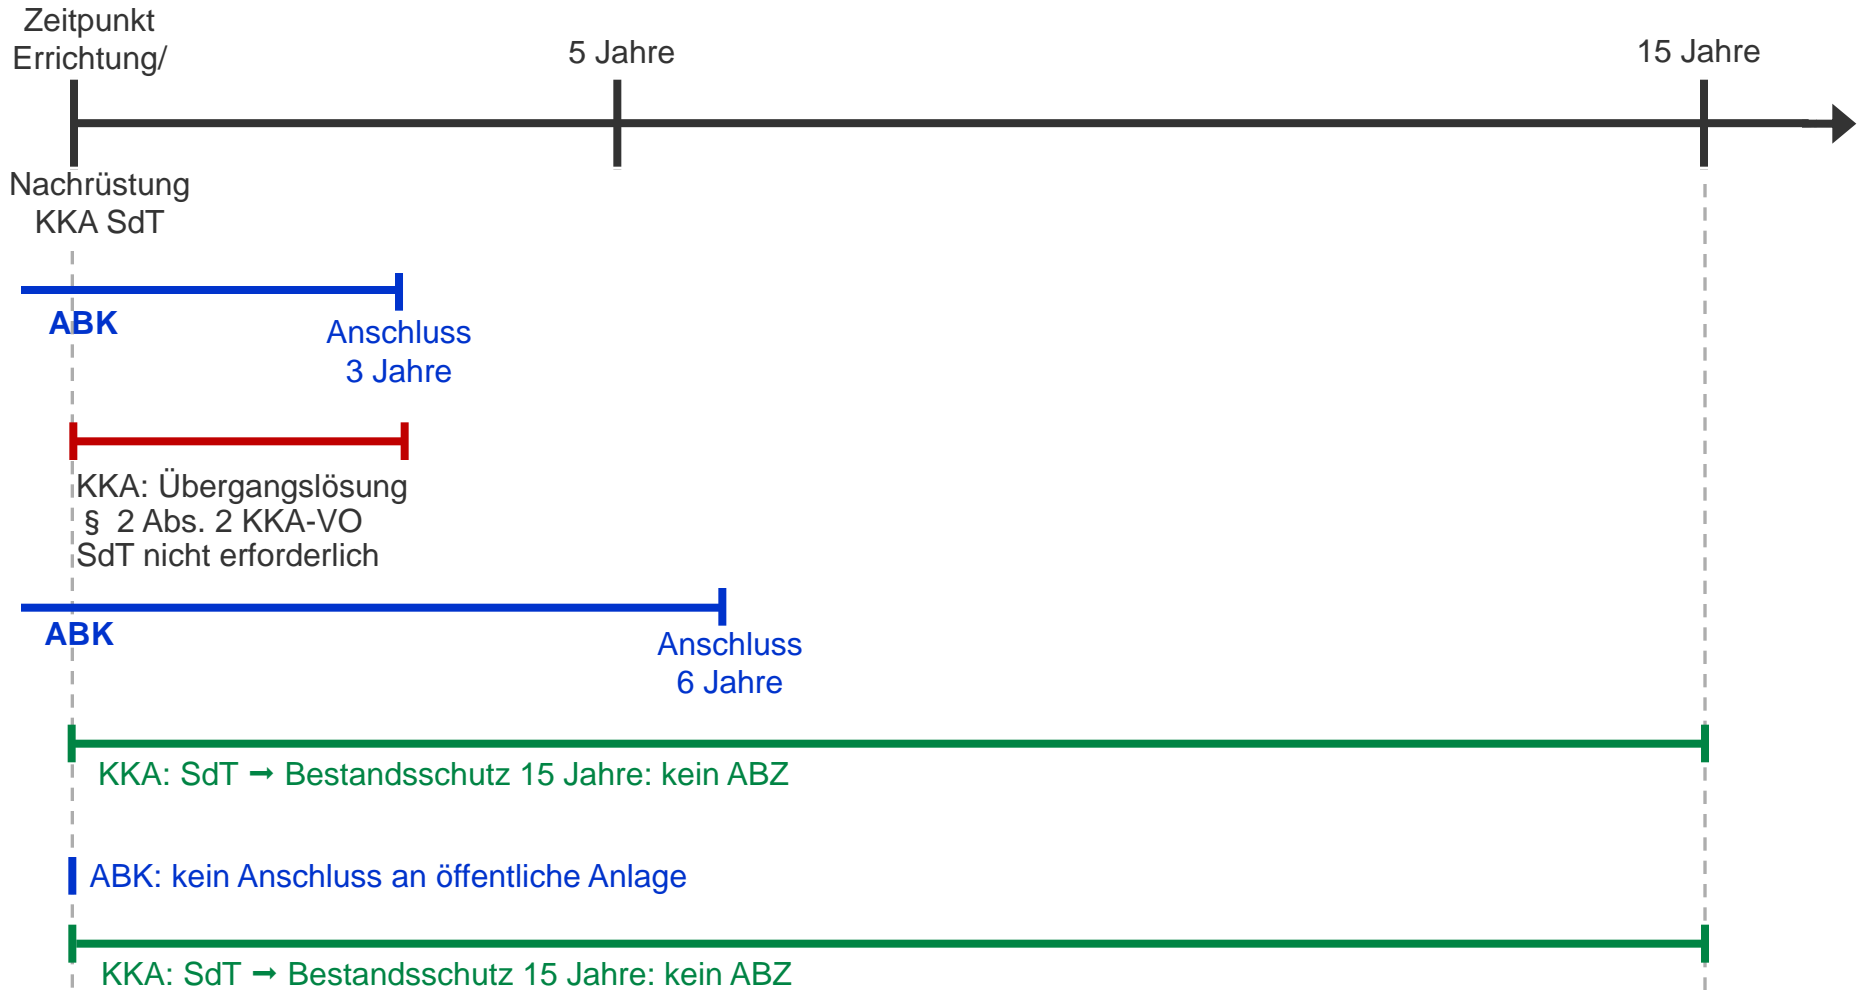 Zeitpunkt
Errichtung/
5 Jahre
15 Jahre
Nachrüstung
KKA SdT
ABK
Anschluss
3 Jahre
KKA: Übergangslösung
§ 2 Abs. 2 KKA-VO
SdT nicht erforderlich
ABK
Anschluss
6 Jahre
KKA: SdT → Bestandsschutz 15 Jahre: kein ABZ
ABK: kein Anschluss an öffentliche Anlage
KKA: SdT → Bestandsschutz 15 Jahre: kein ABZ